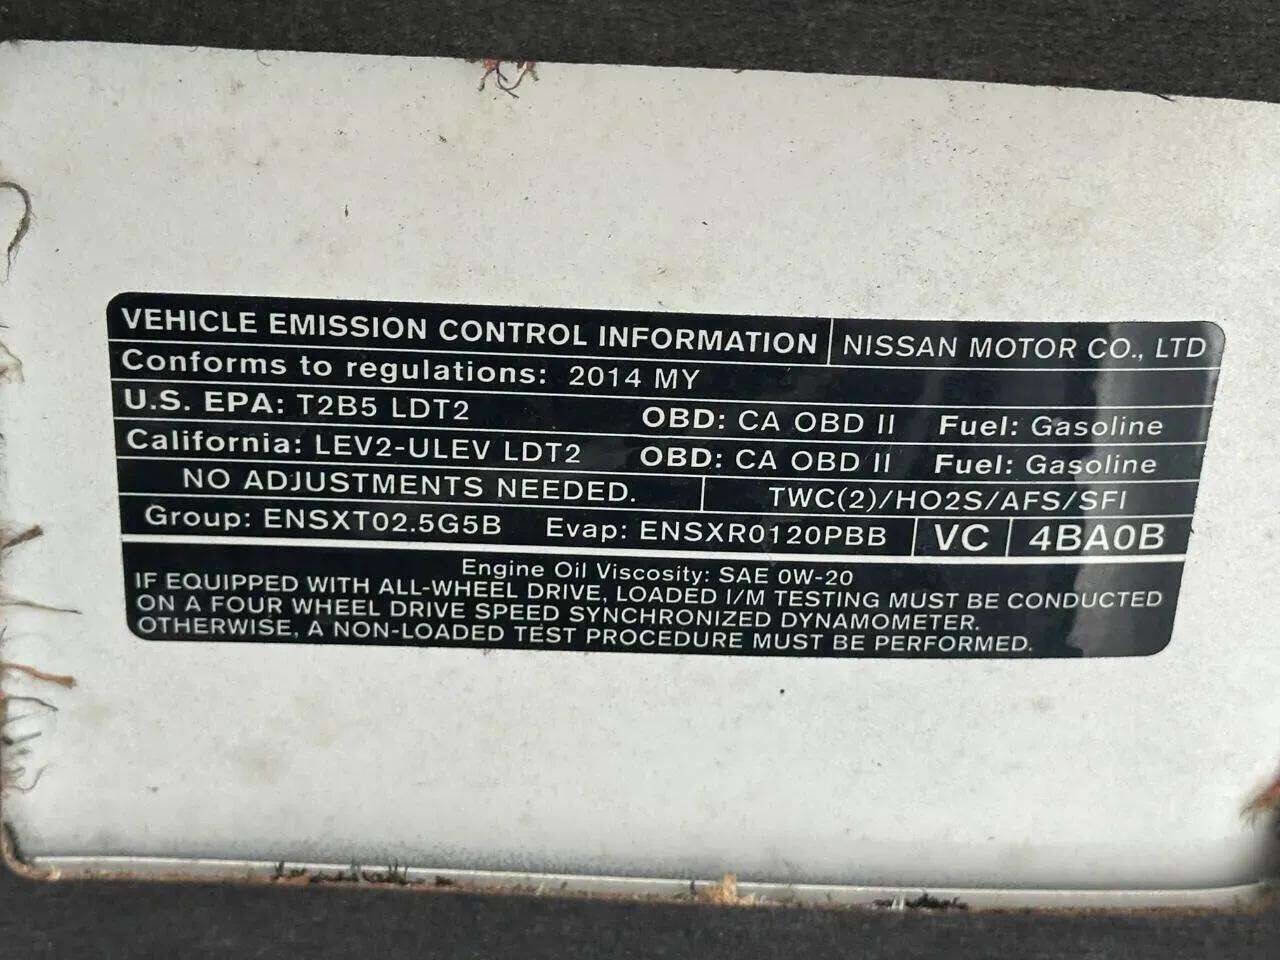 VEHICLE EMISSION CONTROL INFORMATION NISSAN MOTOR CO., LTD
Conforms to regulations: 2014 MY
U.S. EPA: T2B5 LDT2 OBD: CA OBD II Fuel: Gasoline
California: LEV2-ULEV LDT2 OBD: CA OBD II Fuel: Gasoline
NO ADJUSTMENTS NEEDED. TWC(2)/HO2S/AFS/SFI
Group: ENSXT02.5G5B Evap: ENSXR0120PBB VC 4BA0B
Engine Oil Viscosity: SAE 0W-20
IF EQUIPPED WITH ALL-WHEEL DRIVE, LOADED I/M TESTING MUST BE CONDUCTED
ON A FOUR WHEEL DRIVE SPEED SYNCHRONIZED DYNAMOMETER.
OTHERWISE, A NON-LOADED TEST PROCEDURE MUST BE PERFORMED.